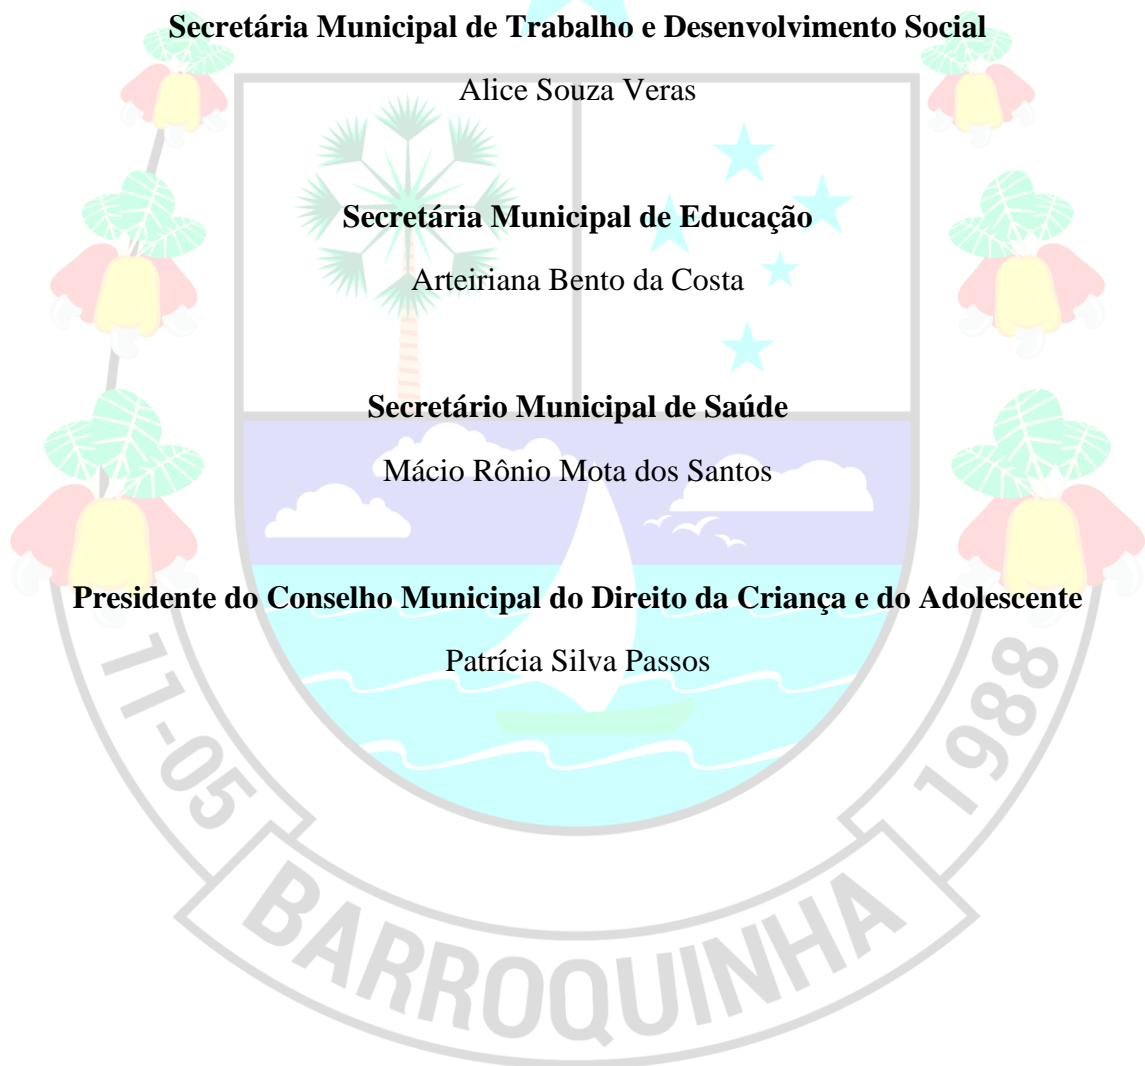 Secretária Municipal de Trabalho e Desenvolvimento Social
Alice Souza Veras
Secretária Municipal de Educação
Arteiriana Bento da Costa
Secretário Municipal de Saúde
Mácio Rônio Mota dos Santos
Presidente do Conselho Municipal do Direito da Criança e do Adolescente
Patrícia Silva Passos
11-05
1988
BARROQUINHA